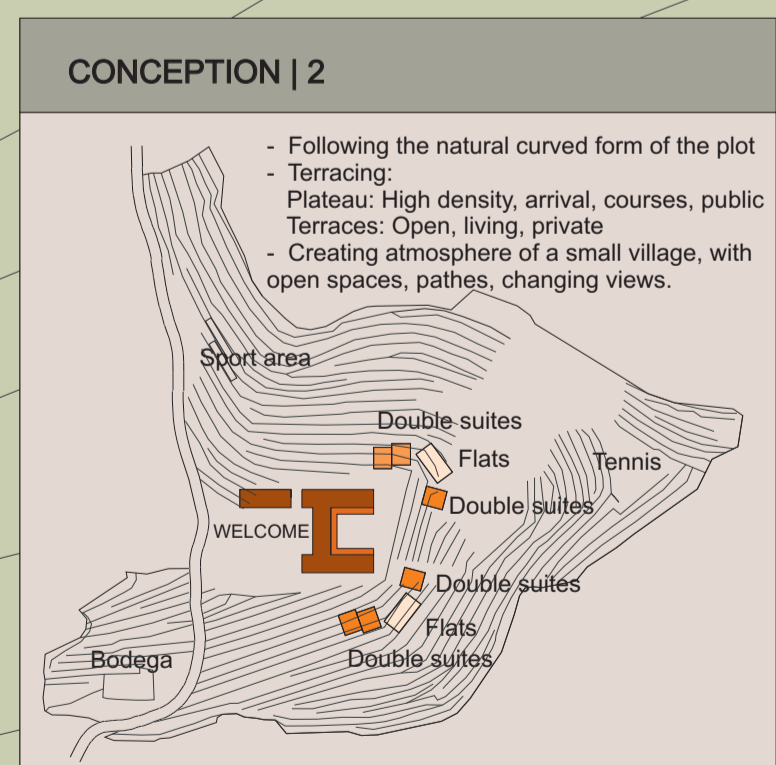 CONCEPTION | 2
- Following the natural curved form of the plot
- Terracing:
Plateau: High density, arrival, courses, public
Terraces: Open, living, private
- Creating atmosphere of a small village, with
open spaces, pathes, changing views.
Sport area
Double suites
Flats
Tennis
Double suites
WELCOME
Double suites
Flats
Bodega
Double suites